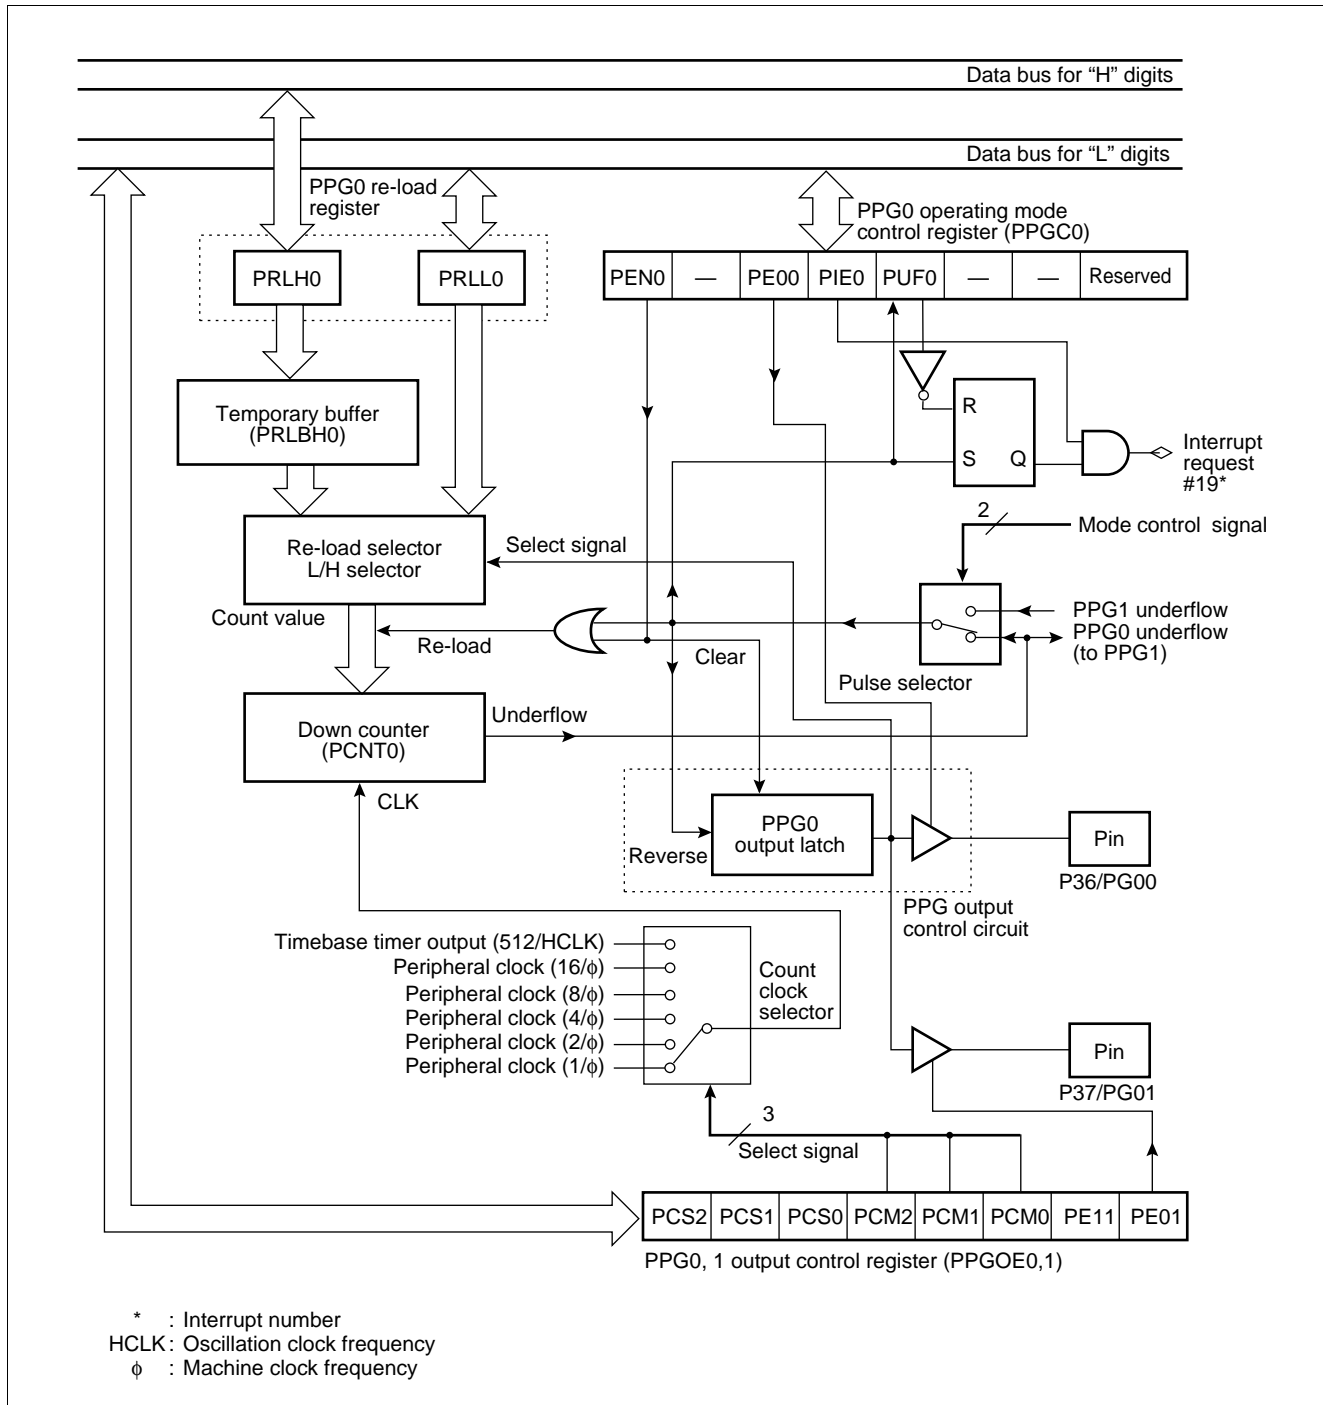 Data bus for “H” digits
Data bus for “L” digits
PPG0 re-load
register
PPG0 operating mode
control register (PPGC0)
PRLH0
PRLL0
PEN0
—
PE00
PIE0
PUF0
—
—
Reserved
Temporary buffer
(PRLBH0)
R
S
Q
Interrupt
request
#19*
2
Mode control signal
Re-load selector
L/H selector
Select signal
Count value
Re-load
Clear
PPG1 underflow
PPG0 underflow
(to PPG1)
Pulse selector
Down counter
(PCNT0)
Underflow
CLK
PPG0
output latch
Reverse
Pin
P36/PG00
PPG output
control circuit
Timebase timer output (512/HCLK)
Peripheral clock (16/ϕ)
Peripheral clock (8/ϕ)
Peripheral clock (4/ϕ)
Peripheral clock (2/ϕ)
Peripheral clock (1/ϕ)
Count
clock
selector
Pin
P37/PG01
3
Select signal
PCS2
PCS1
PCS0
PCM2
PCM1
PCM0
PE11
PE01
PPG0, 1 output control register (PPGOE0,1)
* : Interrupt number
HCLK : Oscillation clock frequency
ϕ : Machine clock frequency